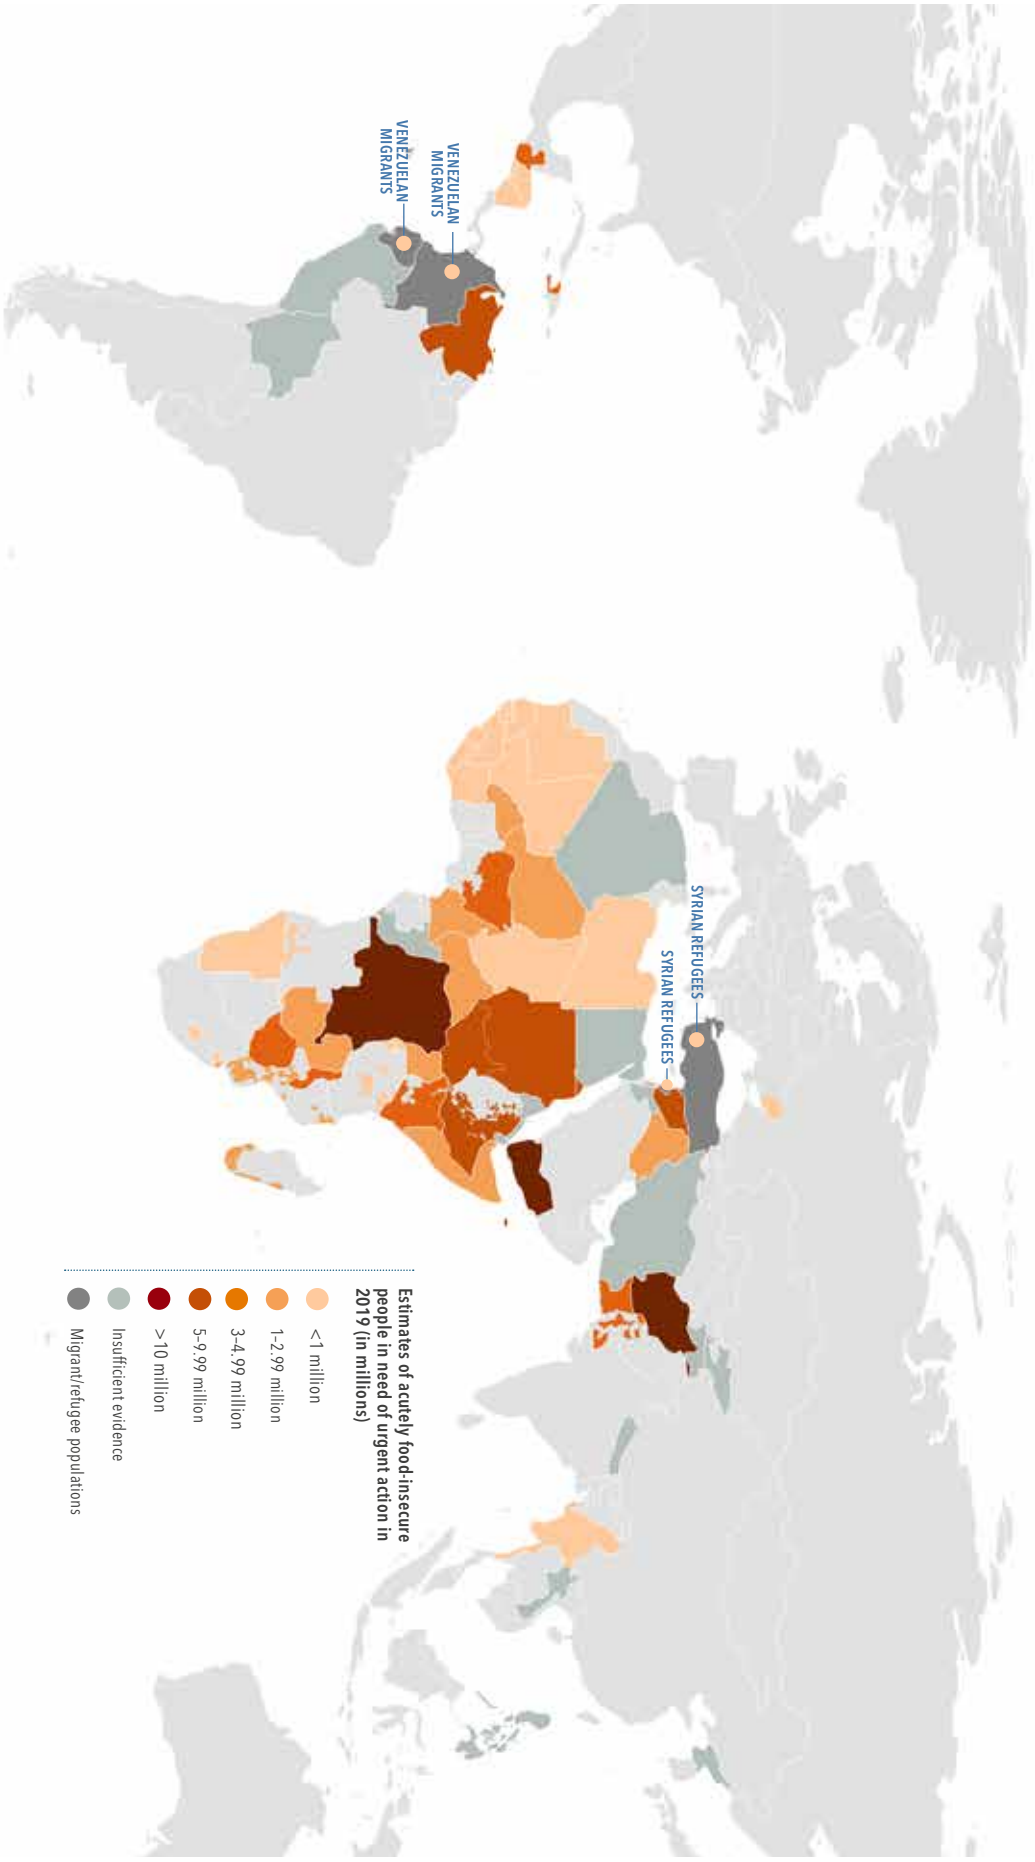 VENEZUELAN
MIGRANTS
VENEZUELAN
MIGRANTS
SYRIAN REFUGEES
SYRIAN REFUGEES
Estimates of acutely food-insecure
people in need of urgent action in
2019 (in millions)
<1 million
1–2.99 million
3–4.99 million
5–9.99 million
>10 million
Insufficient evidence
Migrant/refugee populations